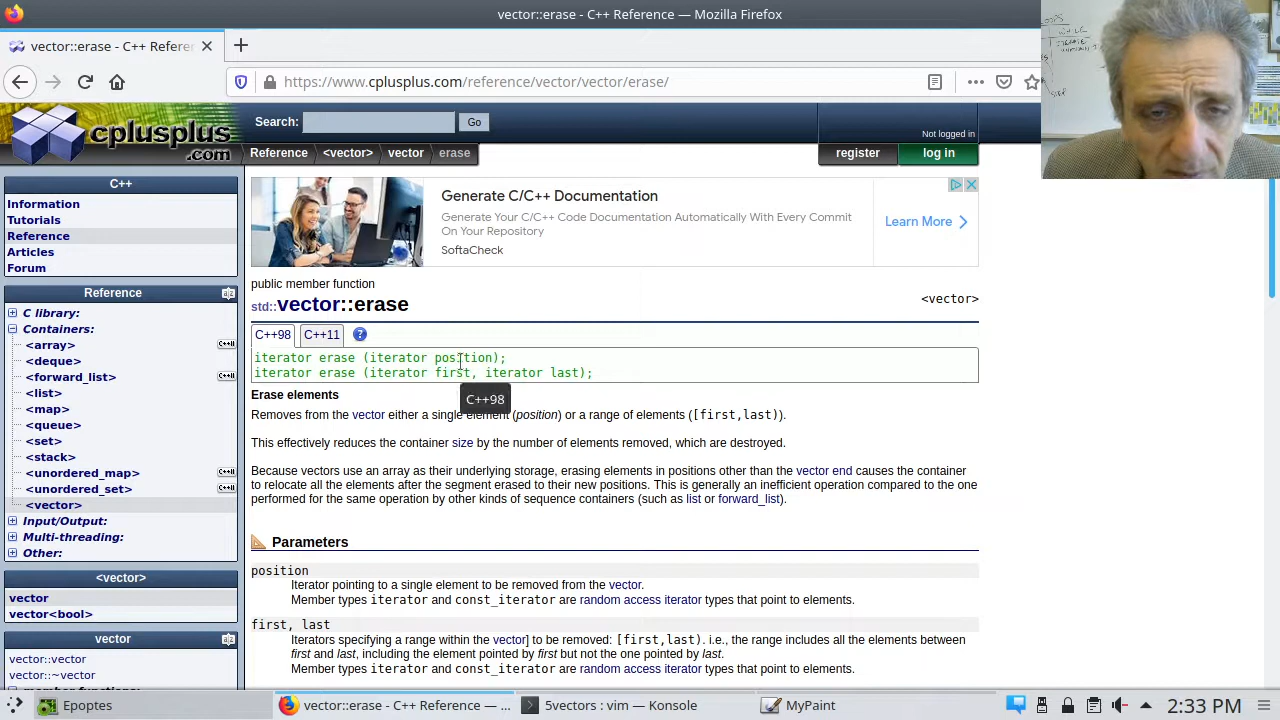 vector::erase - C++ Reference — Mozilla Firefox
vector::erase - C++ Referen
https://www.cplusplus.com/reference/vector/vector/erase/
cplusplus
.com
Search:
Go
Not logged in
Reference
<vector>
vector
erase
register
log in
C++
Information
Tutorials
Reference
Articles
Forum
Reference
C library:
Containers:
<array>
<deque>
<forward_list>
<list>
<map>
<queue>
<set>
<stack>
<unordered_map>
<unordered_set>
<vector>
Input/Output:
Multi-threading:
Other:
<vector>
vector
vector<bool>
vector
vector::vector
vector::~vector
member functions:
Generate C/C++ Documentation
Generate Your C/C++ Code Documentation Automatically With Every Commit
On Your Repository
SoftaCheck
Learn More
public member function
std::vector::erase
<vector>
C++98
C++11
?
iterator erase (iterator position);
iterator erase (iterator first, iterator last);
C++98
Erase elements
Removes from the vector either a single element (position) or a range of elements ([first,last)).
This effectively reduces the container size by the number of elements removed, which are destroyed.
Because vectors use an array as their underlying storage, erasing elements in positions other than the vector end causes the container
to relocate all the elements after the segment erased to their new positions. This is generally an inefficient operation compared to the one
performed for the same operation by other kinds of sequence containers (such as list or forward_list).
Parameters
position
Iterator pointing to a single element to be removed from the vector.
Member types iterator and const_iterator are random access iterator types that point to elements.
first, last
Iterators specifying a range within the vector] to be removed: [first,last). i.e., the range includes all the elements between
first and last, including the element pointed by first but not the one pointed by last.
Member types iterator and const_iterator are random access iterator types that point to elements.
Epoptes
vector::erase - C++ Reference — ...
5vectors : vim — Konsole
MyPaint
2:33 PM